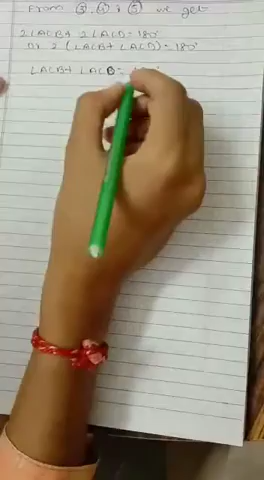 From ③, ④, & ⑤ we get
2∠ACB+ 2∠ACD = 180°
Or 2 (∠ACB+ ∠ACD) = 180°
∠ACB+ ∠ACD =